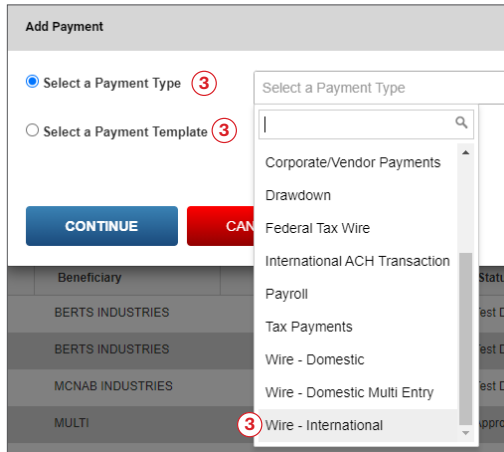 Add Payment
Select a Payment Type 3
Select a Payment Type
Select a Payment Template 3
Corporate/Vendor Payments
Drawdown
Federal Tax Wire
International ACH Transaction
Payroll
Tax Payments
Wire - Domestic
Wire - Domestic Multi Entry
3 Wire - International
CONTINUE
Beneficiary
BERTS INDUSTRIES
BERTS INDUSTRIES
MCNAB INDUSTRIES
MULTI